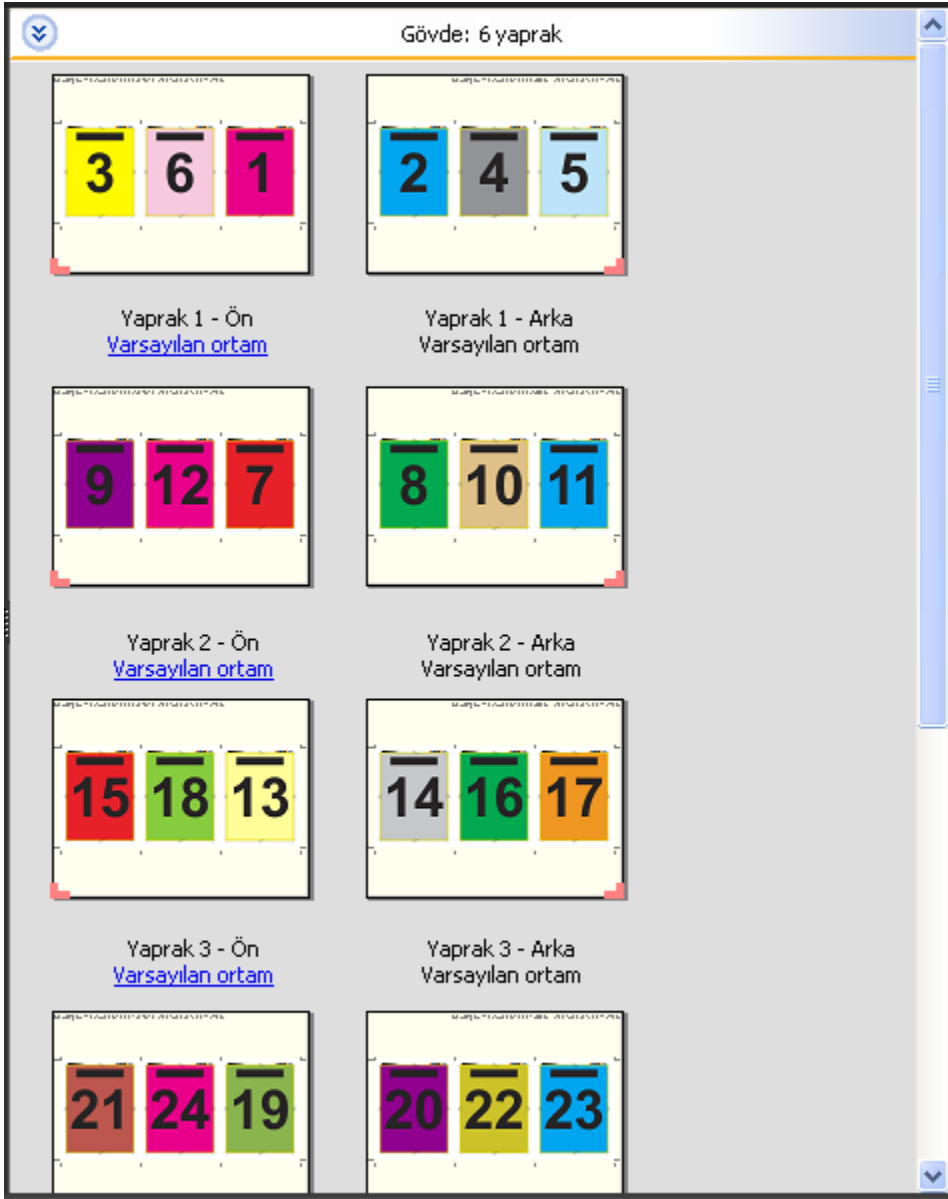 Gövde: 6 yaprak
3 6 1
2 4 5
Yaprak 1 - Ön
Varsayılan ortam
Yaprak 1 - Arka
Varsayılan ortam
9 12 7
8 10 11
Yaprak 2 - Ön
Varsayılan ortam
Yaprak 2 - Arka
Varsayılan ortam
15 18 13
14 16 17
Yaprak 3 - Ön
Varsayılan ortam
Yaprak 3 - Arka
Varsayılan ortam
21 24 19
20 22 23